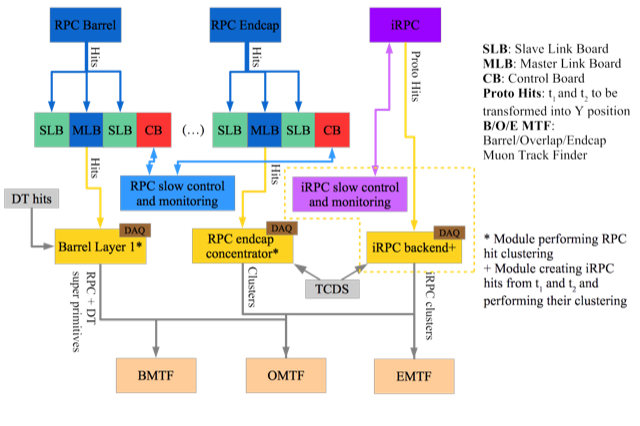 RPC Barrel
RPC Endcap
iRPC
Hits
Hits
Proto Hits
SLB: Slave Link Board
MLB: Master Link Board
CB: Control Board
Proto Hits: t1 and t2 to be
transformed into Y position
B/O/E MTF:
Barrel/Overlap/Endcap
Muon Track Finder
SLB MLB SLB CB
(...)
SLB MLB SLB CB
Hits
Hits
RPC slow control
and monitoring
iRPC slow control
and monitoring
DT hits
DAQ
Barrel Layer 1*
DAQ
RPC endcap
concentrator*
DAQ
iRPC backend+
* Module performing RPC
hit clustering
+ Module creating iRPC
hits from t1 and t2 and
performing their clustering
TCDS
RPC + DT
super primitives
Clusters
iRPC clusters
BMTF
OMTF
EMTF